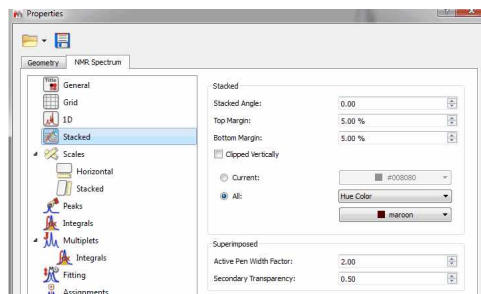 Properties
Geometry NMR Spectrum
Title
General
Grid
1D
Stacked
Scales
Horizontal
Stacked
Peaks
Integrals
Multiplets
Integrals
Fitting
Assignments
Stacked
Stacked Angle: 0.00
Top Margin: 5.00 %
Bottom Margin: 5.00 %
Clipped Vertically
Current: #008080
All: Hue Color
maroon
Superimposed
Active Pen Width Factor: 2.00
Secondary Transparency: 0.50